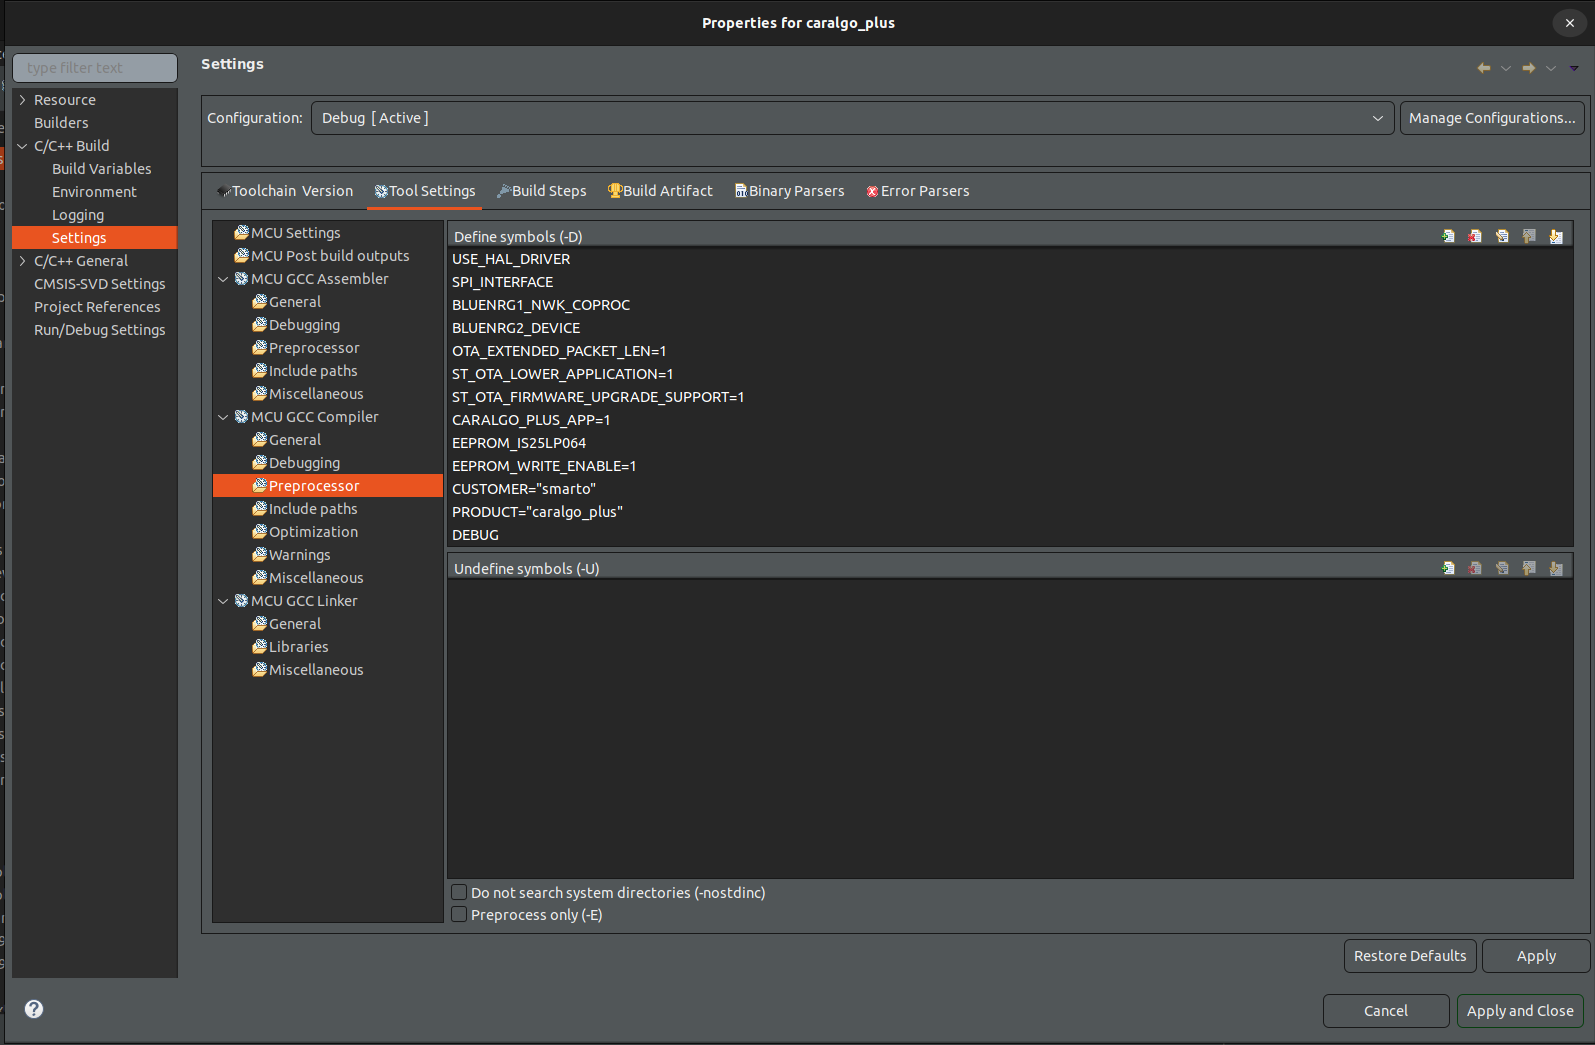 Properties for caralgo_plus
type filter text
Resource
Builders
C/C++ Build
Build Variables
Environment
Logging
Settings
C/C++ General
CMSIS-SVD Settings
Project References
Run/Debug Settings
Settings
Configuration:
Debug [ Active ]
Manage Configurations...
Toolchain Version
Tool Settings
Build Steps
Build Artifact
Binary Parsers
Error Parsers
MCU Settings
MCU Post build outputs
MCU GCC Assembler
General
Debugging
Preprocessor
Include paths
Miscellaneous
MCU GCC Compiler
General
Debugging
Preprocessor
Include paths
Optimization
Warnings
Miscellaneous
MCU GCC Linker
General
Libraries
Miscellaneous
Define symbols (-D)
USE_HAL_DRIVER
SPI_INTERFACE
BLUENRG1_NWK_COPROC
BLUENRG2_DEVICE
OTA_EXTENDED_PACKET_LEN=1
ST_OTA_LOWER_APPLICATION=1
ST_OTA_FIRMWARE_UPGRADE_SUPPORT=1
CARALGO_PLUS_APP=1
EEPROM_IS25LP064
EEPROM_WRITE_ENABLE=1
CUSTOMER="smarto"
PRODUCT="caralgo_plus"
DEBUG
Undefine symbols (-U)
Do not search system directories (-nostdinc)
Preprocess only (-E)
Restore Defaults
Apply
Cancel
Apply and Close